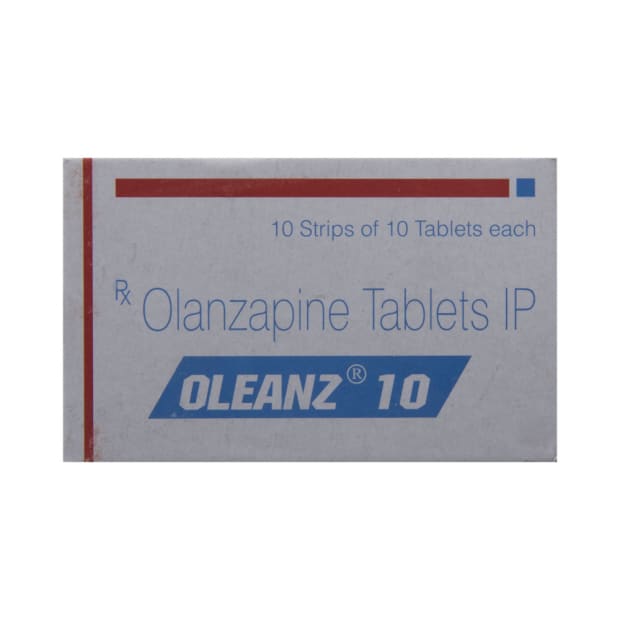 10 Strips of 10 Tablets each
℞ Olanzapine Tablets IP
OLEANZ® 10